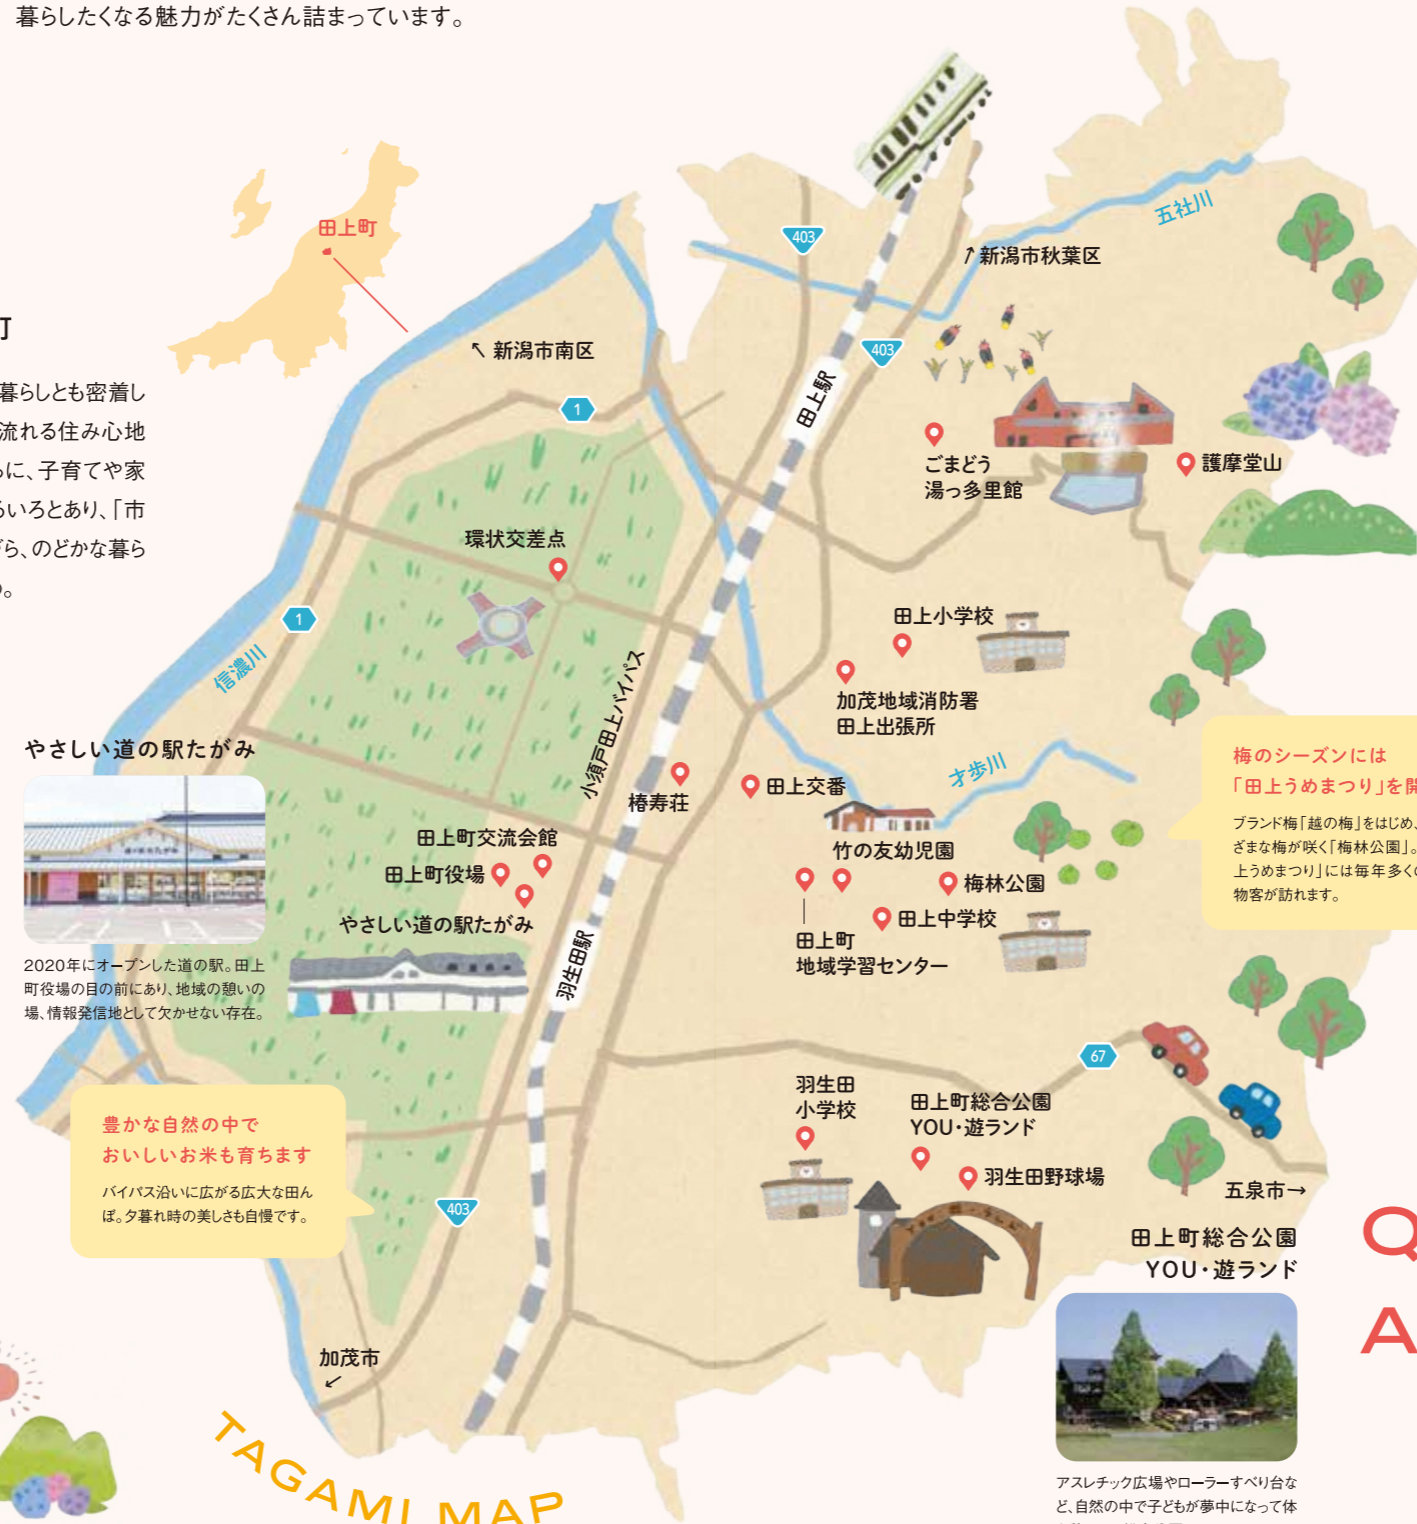 暮らしたくなる魅力がたくさん詰まっています。
田上町
町
暮らしとも密着し
流れる住み心地
に、子育てや家
いろとあり、「市
ら、のどかな暮ら
。
↖ 新潟市南区
403
↗ 新潟市秋葉区
五社川
403
田上駅
1
ごまどう
湯っ多里館
護摩堂山
環状交差点
1
信濃川
小須戸田上バイパス
田上小学校
加茂地域消防署
田上出張所
才歩川
椿寿荘
田上交番
竹の友幼児園
梅林公園
田上中学校
田上町
地域学習センター
やさしい道の駅たがみ
2020年にオープンした道の駅。田上
町役場の目の前にあり、地域の憩いの
場、情報発信地として欠かせない存在。
田上町交流会館
田上町役場
やさしい道の駅たがみ
羽生田駅
梅のシーズンには
「田上うめまつり」を開
ブランド梅「越の梅」をはじめ、
ざまな梅が咲く「梅林公園」。
上うめまつり」には毎年多くの
物客が訪れます。
67
豊かな自然の中で
おいしいお米も育ちます
バイパス沿いに広がる広大な田ん
ぼ。夕暮れ時の美しさも自慢です。
403
羽生田
小学校
田上町総合公園
YOU・遊ランド
羽生田野球場
五泉市→
田上町総合公園
YOU・遊ランド
アスレチック広場やローラーすべり台な
ど、自然の中で子どもが夢中になって体
加茂市
↙
TAGAMI MAP
Q
A